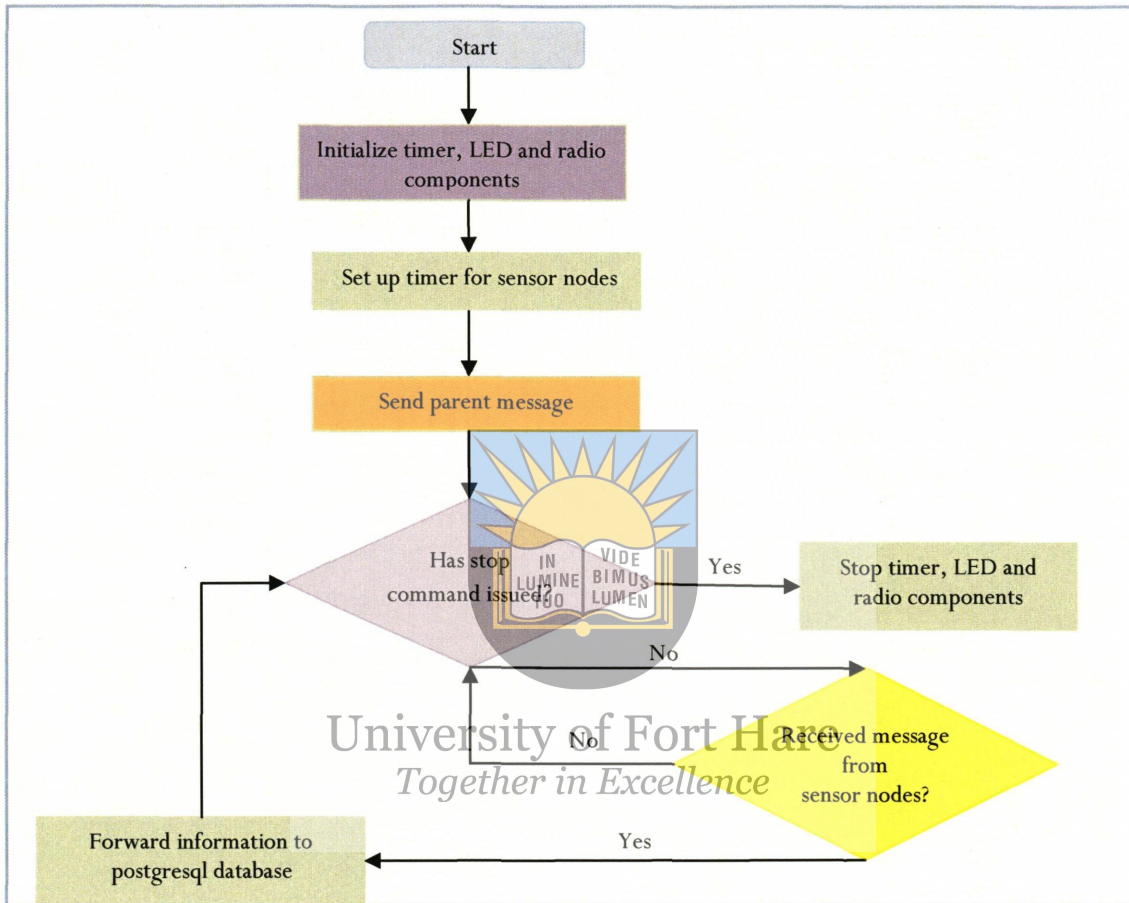 Start
Initialize timer, LED and radio
components
Set up timer for sensor nodes
Send parent message
Has stop
command issued?
Yes
Stop timer, LED and
radio components
IN
LUMINE
TUO
VIDE
BIMUS
LUMEN
No
Received message
from
sensor nodes?
No
University of Fort Hare
Together in Excellence
Yes
Forward information to
postgresql database